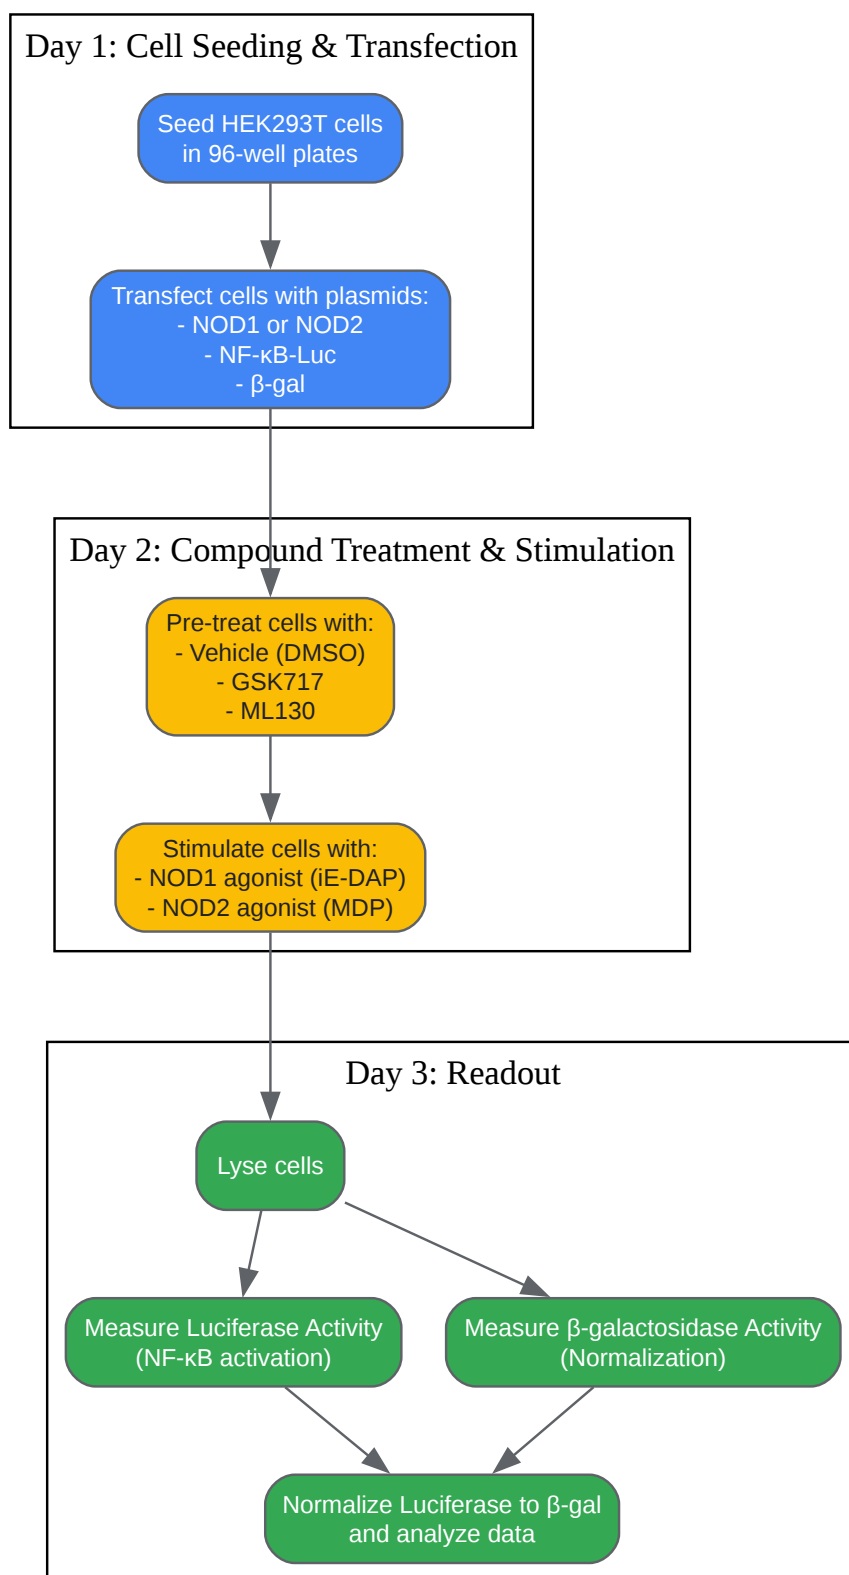 Day 1: Cell Seeding & Transfection
Seed HEK293T cells
in 96-well plates
Transfect cells with plasmids:
- NOD1 or NOD2
- NF-κB-Luc
- β-gal
Day 2: Compound Treatment & Stimulation
Pre-treat cells with:
- Vehicle (DMSO)
- GSK717
- ML130
Stimulate cells with:
- NOD1 agonist (iE-DAP)
- NOD2 agonist (MDP)
Day 3: Readout
Lyse cells
Measure Luciferase Activity
(NF-κB activation)
Measure β-galactosidase Activity
(Normalization)
Normalize Luciferase to β-gal
and analyze data